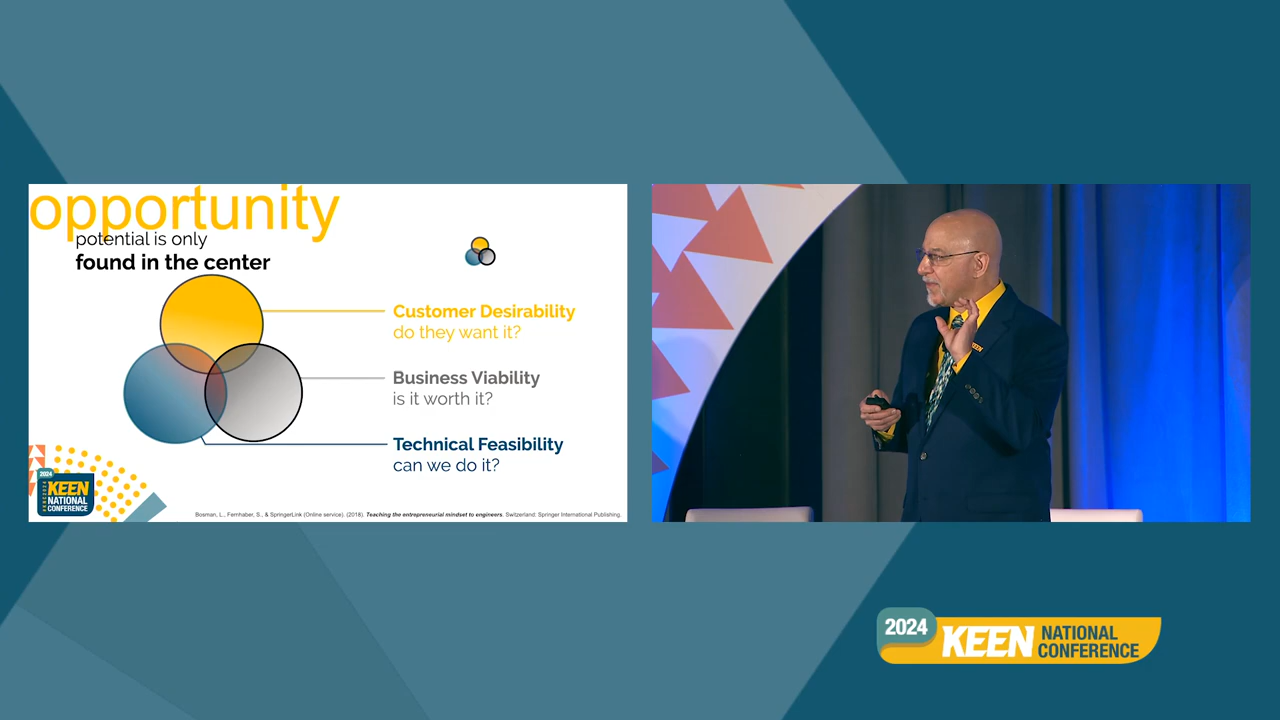 opportunity
potential is only
found in the center
Customer Desirability
do they want it?
Business Viability
is it worth it?
Technical Feasibility
can we do it?
2024
KEEN
NATIONAL
CONFERENCE
Bosman, L., Fernhaber, S., & SpringerLink (Online service). (2018). Teaching the entrepreneurial mindset to engineers. Switzerland: Springer International Publishing.
KEEN
2024
KEEN NATIONAL
CONFERENCE